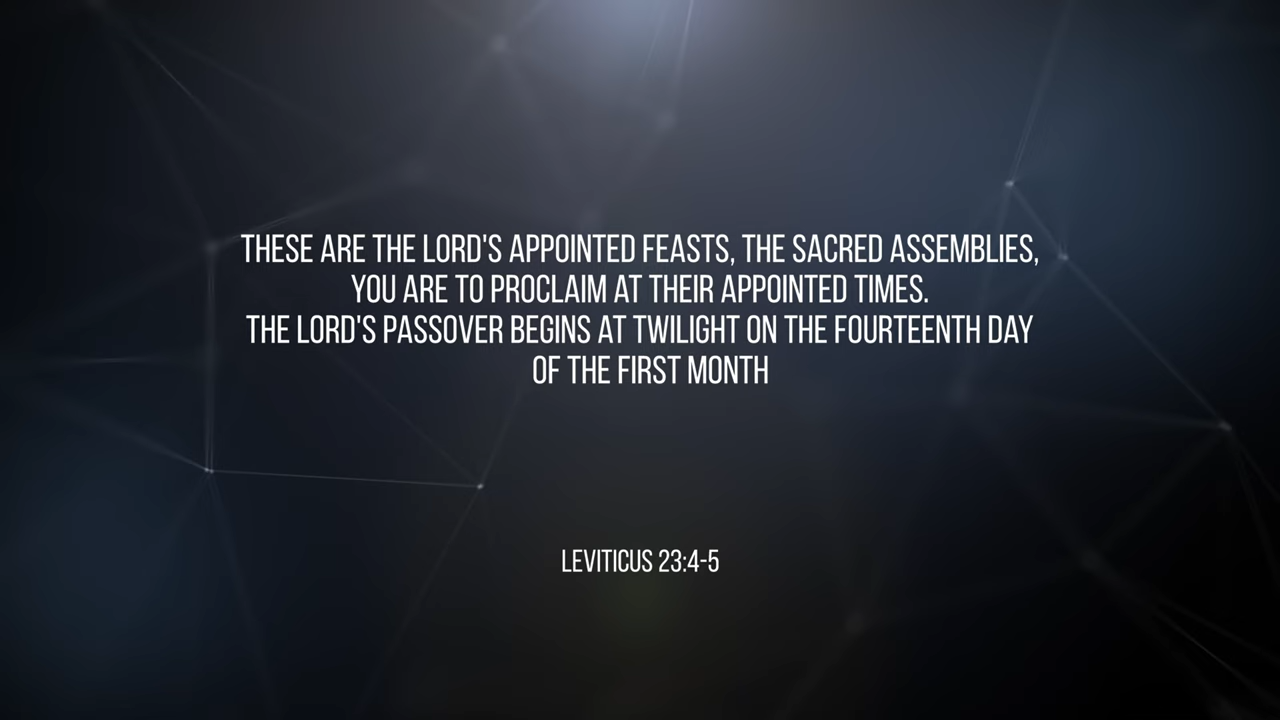 THESE ARE THE LORD'S APPOINTED FEASTS, THE SACRED ASSEMBLIES,
YOU ARE TO PROCLAIM AT THEIR APPOINTED TIMES.
THE LORD'S PASSOVER BEGINS AT TWILIGHT ON THE FOURTEENTH DAY
OF THE FIRST MONTH
LEVITICUS 23:4-5